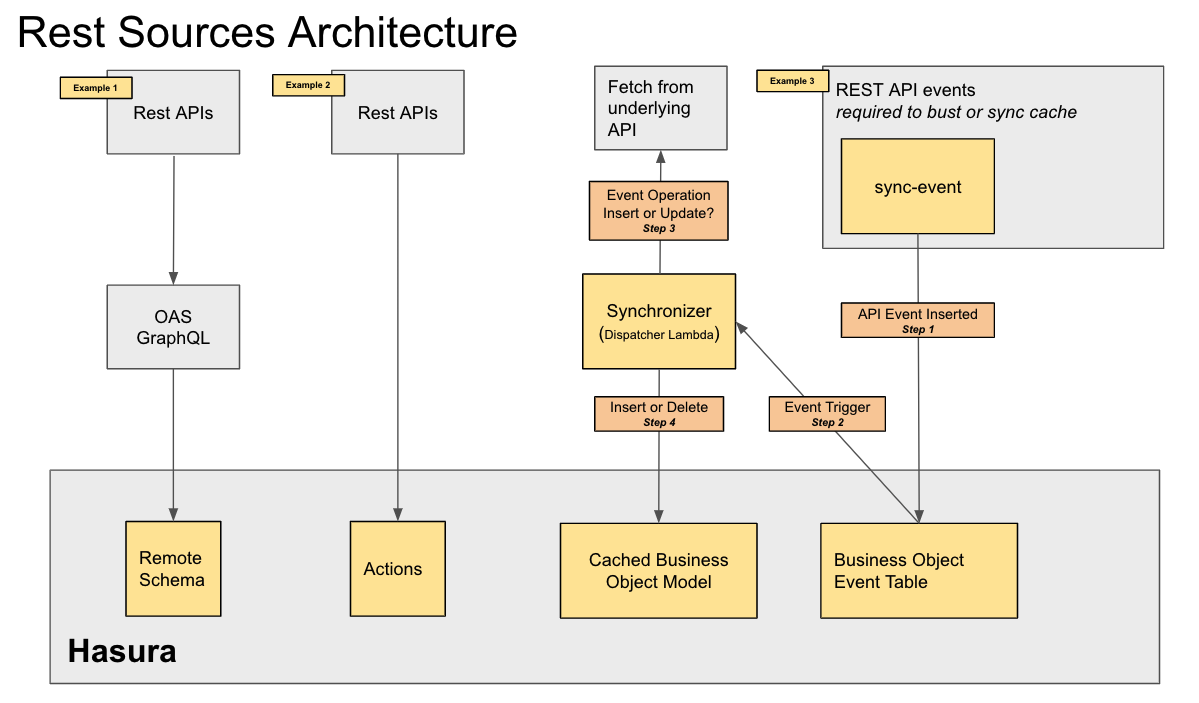 Rest Sources Architecture
Example 1
Rest APIs
Example 2
Rest APIs
Fetch from
underlying
API
Example 3
REST API events
required to bust or sync cache
sync-event
Event Operation
Insert or Update?
Step 3
OAS
GraphQL
Synchronizer
(Dispatcher Lambda)
API Event Inserted
Step 1
Insert or Delete
Step 4
Event Trigger
Step 2
Remote
Schema
Actions
Cached Business
Object Model
Business Object
Event Table
Hasura